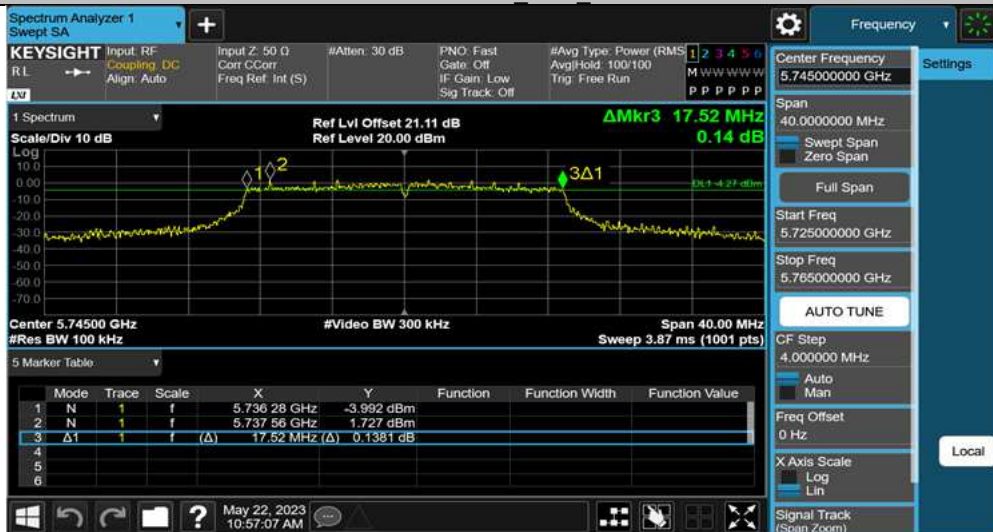 Spectrum Analyzer 1
Swept SA
+
Frequency
KEYSIGHT
RL
LXI
Input: RF
Coupling: DC
Align: Auto
Input Z: 50 Ω
Corr CCorr
Freq Ref: Int (S)
#Atten: 30 dB
PNO: Fast
Gate: Off
IF Gain: Low
Sig Track: Off
#Avg Type: Power (RMS
Avg|Hold: 100/100
Trig: Free Run
1 2 3 4 5 6
M W W W W W
P P P P P P
1 Spectrum
Scale/Div 10 dB
Ref Lvl Offset 21.11 dB
Ref Level 20.00 dBm
ΔMkr3 17.52 MHz
0.14 dB
Log
10.0
0.00
-10.0
-20.0
-30.0
-40.0
-50.0
-60.0
-70.0
1
2
3Δ1
DL1 -4.27 dBm
Center 5.74500 GHz
#Video BW 300 kHz
Span 40.00 MHz
#Res BW 100 kHz
Sweep 3.87 ms (1001 pts)
5 Marker Table
Mode Trace Scale X Y Function Function Width Function Value
1 N 1 f 5.736 28 GHz -3.992 dBm
2 N 1 f 5.737 56 GHz 1.727 dBm
3 Δ1 1 f (Δ) 17.52 MHz (Δ) 0.1381 dB
4
5
6
May 22, 2023
10:57:07 AM
Center Frequency
5.745000000 GHz
Span
40.0000000 MHz
Swept Span
Zero Span
Full Span
Start Freq
5.725000000 GHz
Stop Freq
5.765000000 GHz
AUTO TUNE
CF Step
4.000000 MHz
Auto
Man
Freq Offset
0 Hz
X Axis Scale
Log
Lin
Signal Track
(Span Zoom)
Settings
Local